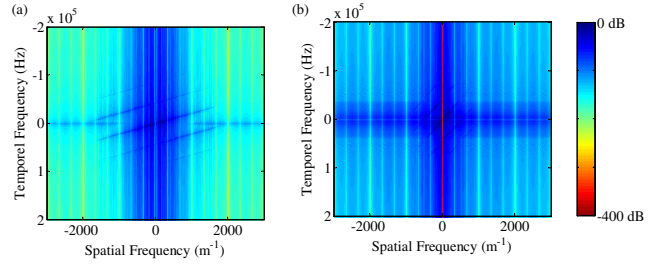 (a)
-2 x 10^5
-1
0
1
2
Temporel Frequency (Hz)
-2000 0 2000
Spatial Frequency (m^-1)
(b)
-2 x 10^5
-1
0
1
2
Temporel Frequency (Hz)
-2000 0 2000
Spatial Frequency (m^-1)
0 dB
-400 dB